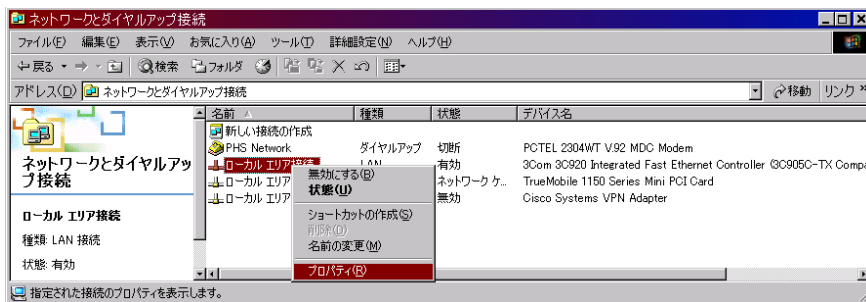 ネットワークとダイヤルアップ接続
ファイル(F) 編集(E) 表示(V) お気に入り(A) ツール(T) 詳細設定(N) ヘルプ(H)
戻る 検索 フォルダ
アドレス(D) ネットワークとダイヤルアップ接続 移動 リンク »
ネットワークとダイヤルアップ接続
ローカル エリア接続
種類: LAN 接続
状態: 有効
名前 種類 状態 デバイス名
新しい接続の作成
PHS Network ダイヤルアップ 切断 PCTEL 2304WT V.92 MDC Modem
ローカル エリア接続 LAN 有効 3Com 3C920 Integrated Fast Ethernet Controller (3C905C-TX Compa
ローカル エリア ネットワーク ケ... TrueMobile 1150 Series Mini PCI Card
ローカル エリア 無効 Cisco Systems VPN Adapter
無効にする(B)
状態(U)
ショートカットの作成(S)
削除(D)
名前の変更(M)
プロパティ(R)
指定された接続のプロパティを表示します。